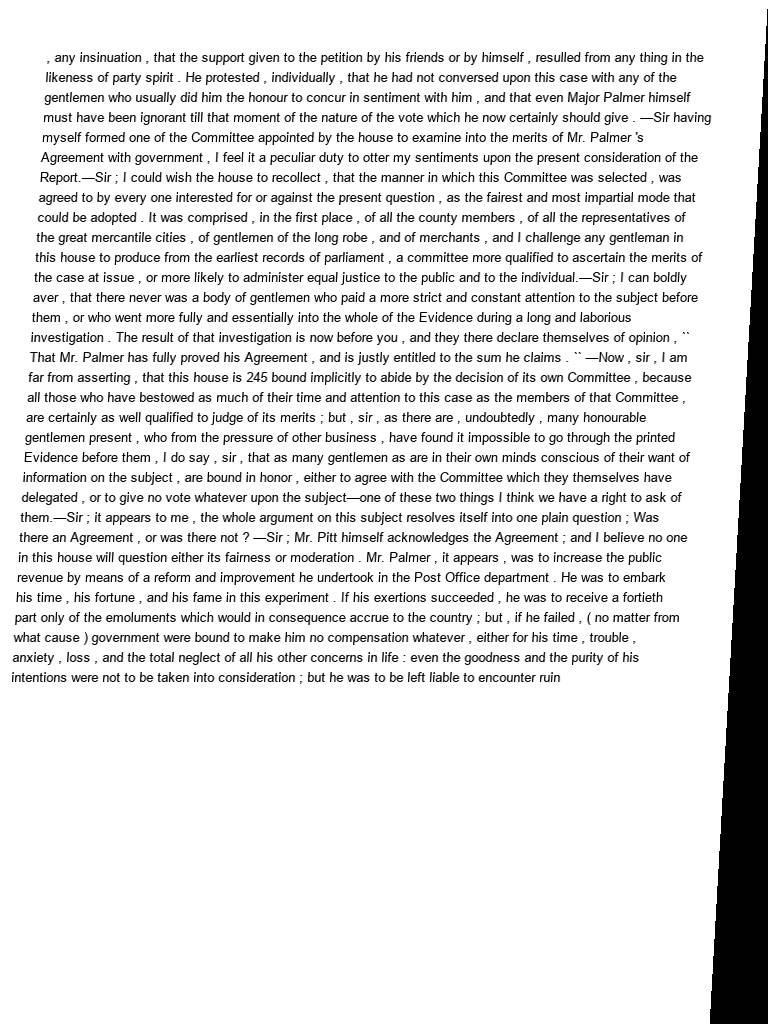 , any insinuation , that the support given to the petition by his friends or by himself , resulled from any thing in the
likeness of party spirit . He protested , individually , that he had not conversed upon this case with any of the
gentlemen who usually did him the honour to concur in sentiment with him , and that even Major Palmer himself
must have been ignorant till that moment of the nature of the vote which he now certainly should give . —Sir having
myself formed one of the Committee appointed by the house to examine into the merits of Mr. Palmer 's
Agreement with government , I feel it a peculiar duty to otter my sentiments upon the present consideration of the
Report.—Sir ; I could wish the house to recollect , that the manner in which this Committee was selected , was
agreed to by every one interested for or against the present question , as the fairest and most impartial mode that
could be adopted . It was comprised , in the first place , of all the county members , of all the representatives of
the great mercantile cities , of gentlemen of the long robe , and of merchants , and I challenge any gentleman in
this house to produce from the earliest records of parliament , a committee more qualified to ascertain the merits of
the case at issue , or more likely to administer equal justice to the public and to the individual.—Sir ; I can boldly
aver , that there never was a body of gentlemen who paid a more strict and constant attention to the subject before
them , or who went more fully and essentially into the whole of the Evidence during a long and laborious
investigation . The result of that investigation is now before you , and they there declare themselves of opinion , ``
That Mr. Palmer has fully proved his Agreement , and is justly entitled to the sum he claims . `` —Now , sir , I am
far from asserting , that this house is 245 bound implicitly to abide by the decision of its own Committee , because
all those who have bestowed as much of their time and attention to this case as the members of that Committee ,
are certainly as well qualified to judge of its merits ; but , sir , as there are , undoubtedly , many honourable
gentlemen present , who from the pressure of other business , have found it impossible to go through the printed
Evidence before them , I do say , sir , that as many gentlemen as are in their own minds conscious of their want of
information on the subject , are bound in honor , either to agree with the Committee which they themselves have
delegated , or to give no vote whatever upon the subject—one of these two things I think we have a right to ask of
them.—Sir ; it appears to me , the whole argument on this subject resolves itself into one plain question ; Was
there an Agreement , or was there not ? —Sir ; Mr. Pitt himself acknowledges the Agreement ; and I believe no one
in this house will question either its fairness or moderation . Mr. Palmer , it appears , was to increase the public
revenue by means of a reform and improvement he undertook in the Post Office department . He was to embark
his time , his fortune , and his fame in this experiment . If his exertions succeeded , he was to receive a fortieth
part only of the emoluments which would in consequence accrue to the country ; but , if he failed , ( no matter from
what cause ) government were bound to make him no compensation whatever , either for his time , trouble ,
anxiety , loss , and the total neglect of all his other concerns in life : even the goodness and the purity of his
intentions were not to be taken into consideration ; but he was to be left liable to encounter ruin